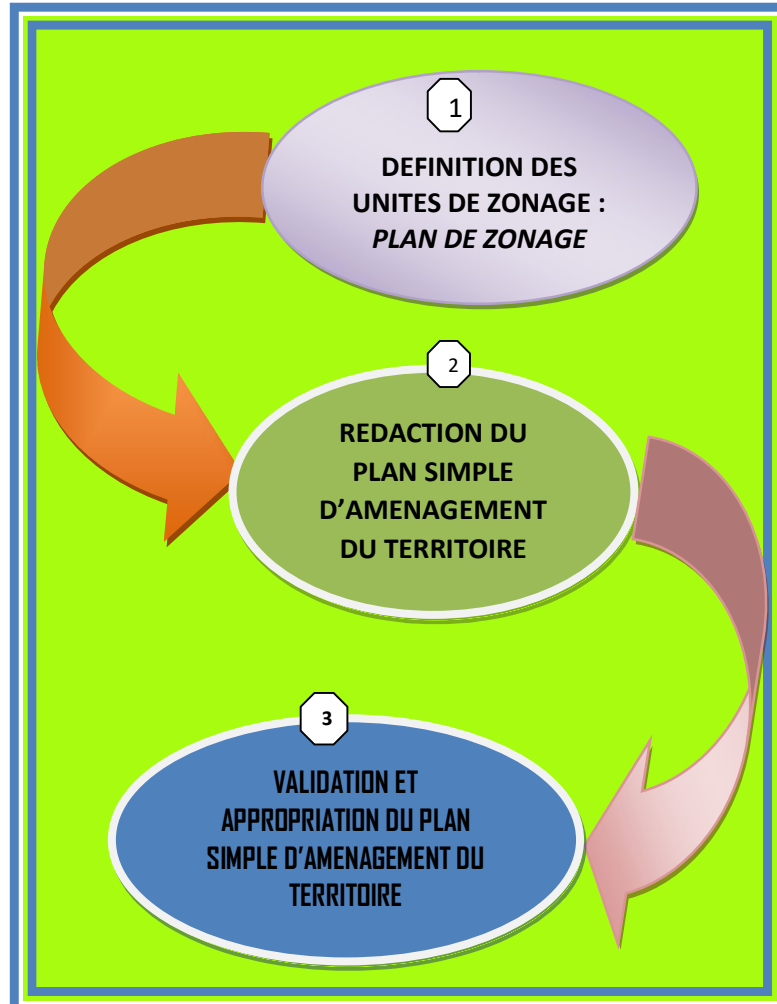 1
DEFINITION DES
UNITES DE ZONAGE :
PLAN DE ZONAGE
2
REDACTION DU
PLAN SIMPLE
D’AMENAGEMENT
DU TERRITOIRE
3
VALIDATION ET
APPROPRIATION DU PLAN
SIMPLE D’AMENAGEMENT DU
TERRITOIRE